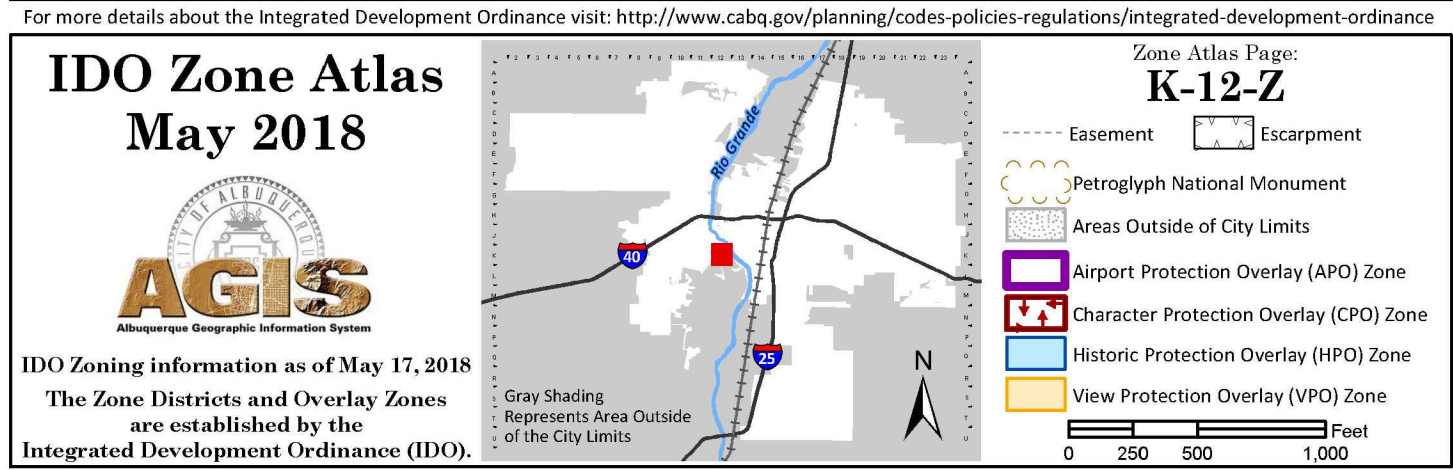 For more details about the Integrated Development Ordinance visit: http://www.cabq.gov/planning/codes-policies-regulations/integrated-development-ordinance
IDO Zone Atlas
May 2018
CITY OF ALBUQUERQUE
AGIS
Albuquerque Geographic Information System
IDO Zoning information as of May 17, 2018
The Zone Districts and Overlay Zones
are established by the
Integrated Development Ordinance (IDO).
Rio Grande
40
25
Gray Shading
Represents Area Outside
of the City Limits
N
Zone Atlas Page:
K-12-Z
Easement
Escarpment
Petroglyph National Monument
Areas Outside of City Limits
Airport Protection Overlay (APO) Zone
Character Protection Overlay (CPO) Zone
Historic Protection Overlay (HPO) Zone
View Protection Overlay (VPO) Zone
Feet
0 250 500 1,000